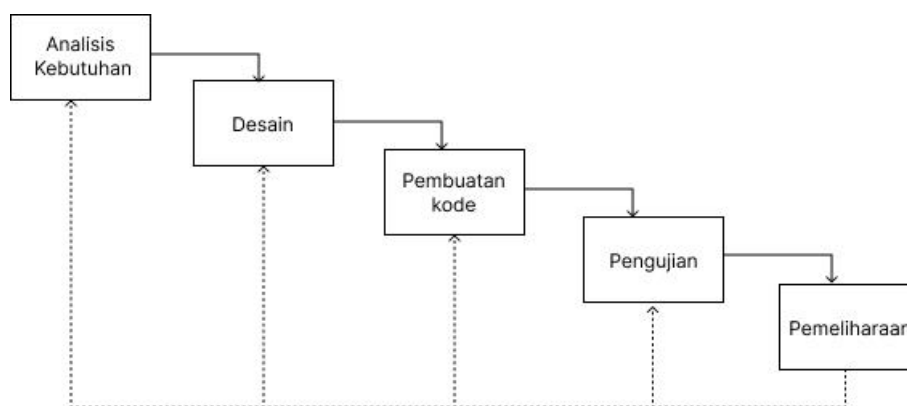 Analisis
Kebutuhan
Desain
Pembuatan
kode
Pengujian
Pemeliharaan